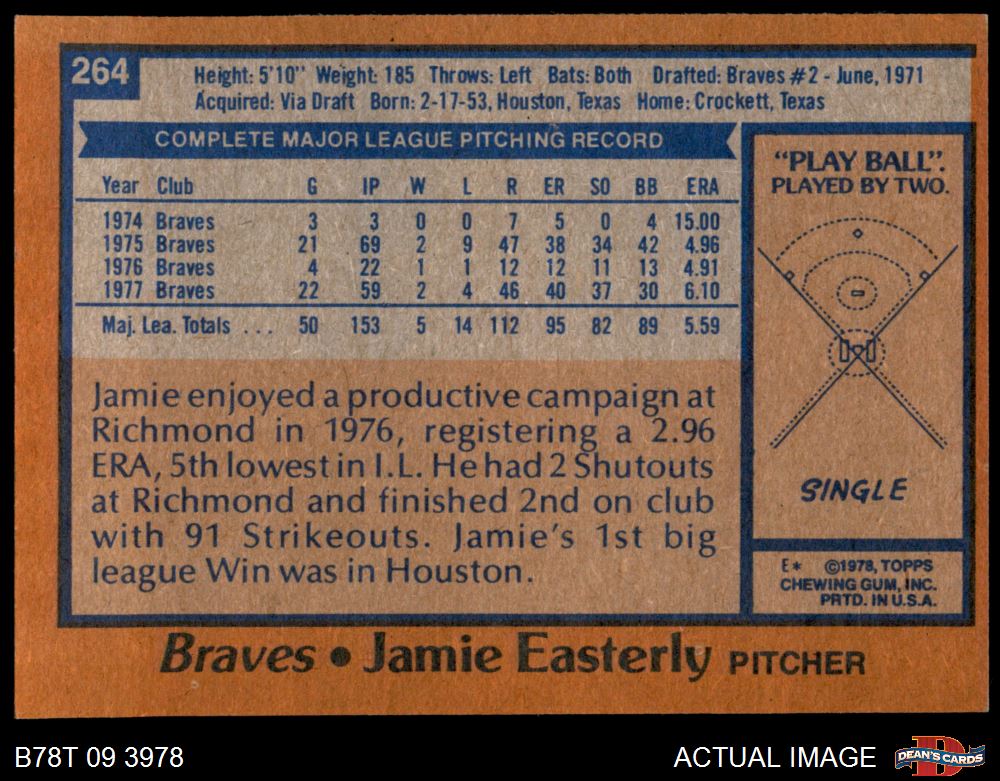 264
Height: 5'10" Weight: 185 Throws: Left Bats: Both Drafted: Braves #2 - June, 1971
Acquired: Via Draft Born: 2-17-53, Houston, Texas Home: Crockett, Texas
COMPLETE MAJOR LEAGUE PITCHING RECORD
Year Club G IP W L R ER SO BB ERA
1974 Braves 3 3 0 0 7 5 0 4 15.00
1975 Braves 21 69 2 9 47 38 34 42 4.96
1976 Braves 4 22 1 1 12 12 11 13 4.91
1977 Braves 22 59 2 4 46 40 37 30 6.10
Maj. Lea. Totals ... 50 153 5 14 112 95 82 89 5.59
Jamie enjoyed a productive campaign at
Richmond in 1976, registering a 2.96
ERA, 5th lowest in I.L. He had 2 Shutouts
at Richmond and finished 2nd on club
with 91 Strikeouts. Jamie's 1st big
league Win was in Houston.
"PLAY BALL".
PLAYED BY TWO.
SINGLE
E* ©1978, TOPPS
CHEWING GUM, INC.
PRTD. IN U.S.A.
Braves • Jamie Easterly PITCHER
B78T 09 3978
ACTUAL IMAGE
D
DEAN'S CARDS